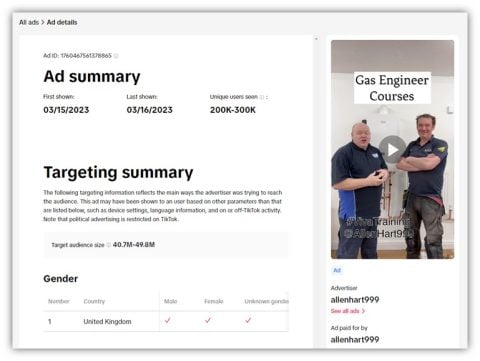 All ads > Ad details
Ad ID: 1760467561378865
Ad summary
First shown:
Last shown:
Unique users seen :
03/15/2023
03/16/2023
200K-300K
Targeting summary
The following targeting information reflects the main ways the advertiser was trying to reach
the audience. This ad may have been shown to an user based on other parameters than that
are listed below, such as device settings, language information, and on or off-TikTok activity.
Note that political advertising is restricted on TikTok.
Target audience size 40.7M-49.8M
Gender
Number
Country
Male
Female
Unknown gende
1
United Kingdom
Gas Engineer
Courses
#VivaTraining
@AllenHart999
Ad
Advertiser
allenhart999
See all ads >
Ad paid for by
allenhart999